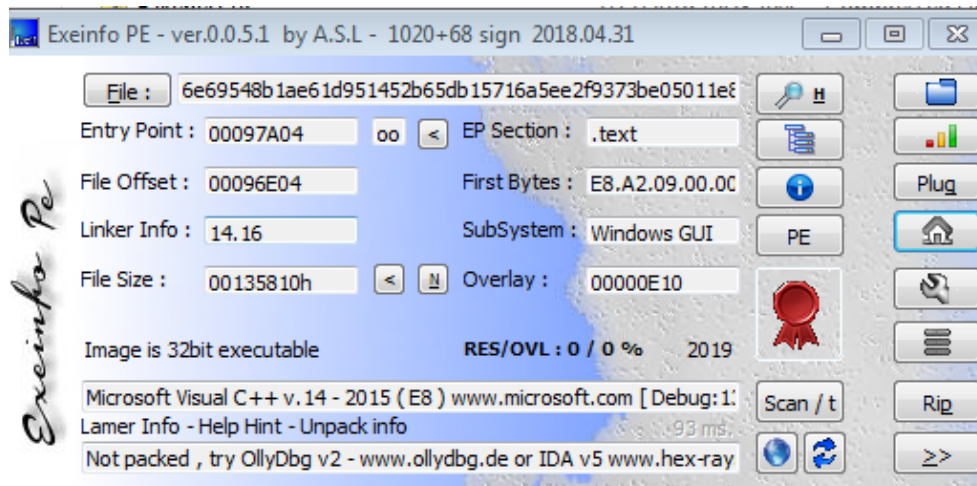 Exeinfo PE - ver.0.0.5.1 by A.S.L - 1020+68 sign 2018.04.31
File : 6e69548b1ae61d951452b65db15716a5ee2f9373be05011e8 H
Entry Point : 00097A04 oo < EP Section : .text
File Offset : 00096E04 First Bytes : E8.A2.09.00.00 Plug
Linker Info : 14.16 SubSystem : Windows GUI PE
File Size : 00135810h < N Overlay : 00000E10
Image is 32bit executable RES/OVL : 0 / 0 % 2019
Microsoft Visual C++ v.14 - 2015 ( E8 ) www.microsoft.com [ Debug: Scan / t Rip
Lamer Info - Help Hint - Unpack info 93 ms.
Not packed , try OllyDbg v2 - www.ollydbg.de or IDA v5 www.hex-ray >>
Exeinfo Pe